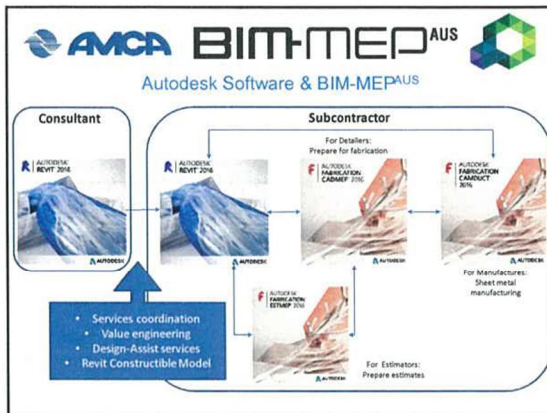 AMCA BIM-MEP AUS
Autodesk Software & BIM-MEP AUS
Consultant
Subcontractor
For Detailers:
Prepare for fabrication
AUTODESK
REVIT 2016
AUTODESK
AUTODESK
REVIT 2016
AUTODESK
AUTODESK
FABRICATION
CADMEP 2016
AUTODESK
AUTODESK
FABRICATION
CAMDUCT
2016
AUTODESK
For Manufactures:
Sheet metal
manufacturing
• Services coordination
• Value engineering
• Design-Assist services
• Revit Constructible Model
AUTODESK
FABRICATION
ESTMEP 2016
AUTODESK
For Estimators:
Prepare estimates